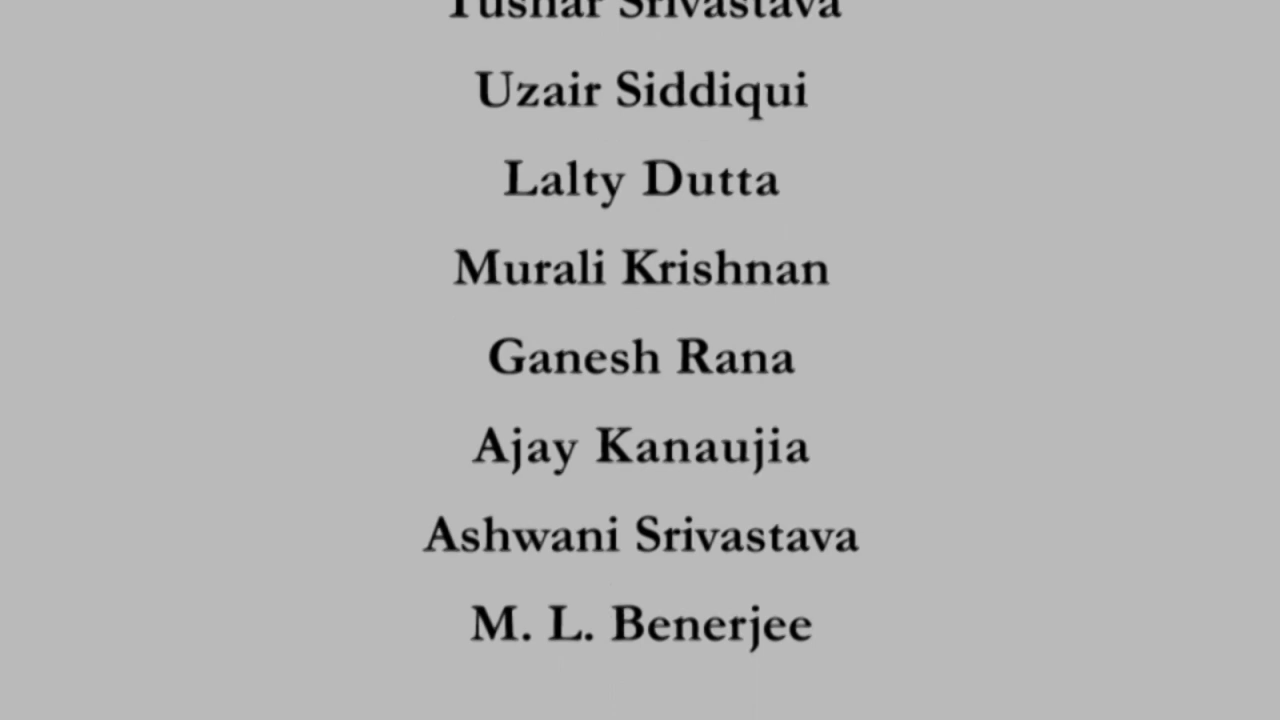 Tushar Srivastava
Uzair Siddiqui
Lalty Dutta
Murali Krishnan
Ganesh Rana
Ajay Kanaujia
Ashwani Srivastava
M. L. Benerjee